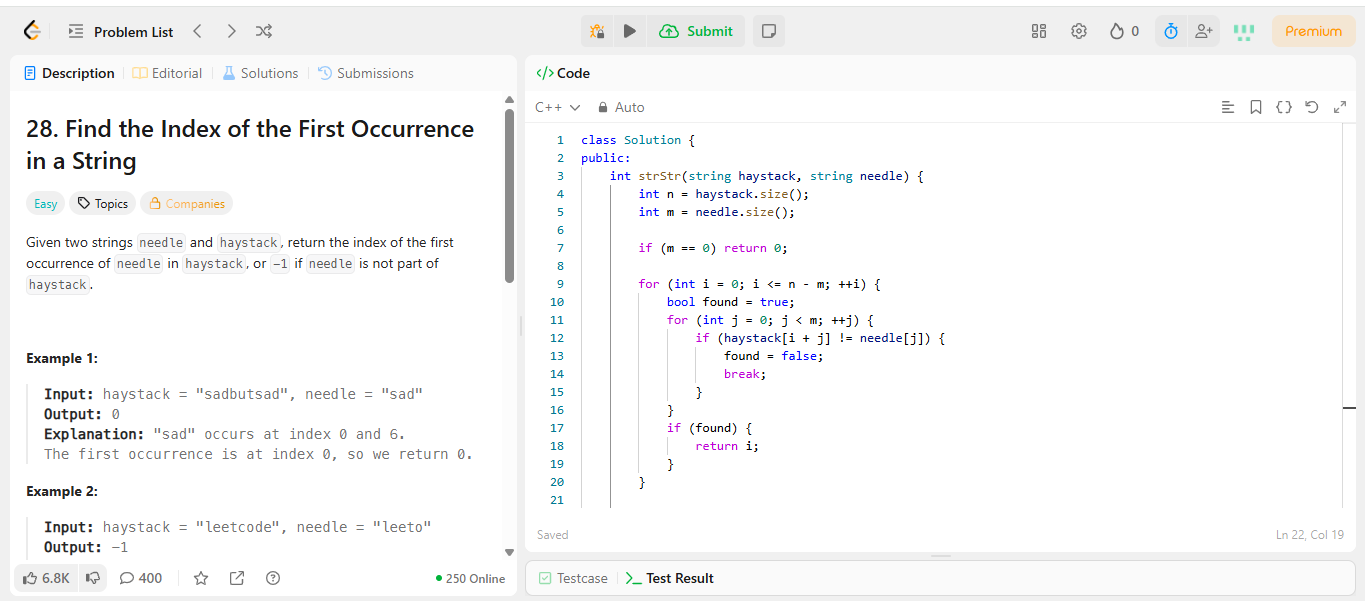 Problem List
Submit
0
Premium
Description
Editorial
Solutions
Submissions
28. Find the Index of the First Occurrence
in a String
Easy
Topics
Companies
Given two strings needle and haystack, return the index of the first
occurrence of needle in haystack, or -1 if needle is not part of
haystack.
Example 1:
Input: haystack = "sadbutsad", needle = "sad"
Output: 0
Explanation: "sad" occurs at index 0 and 6.
The first occurrence is at index 0, so we return 0.
Example 2:
Input: haystack = "leetcode", needle = "leeto"
Output: -1
6.8K
400
250 Online
</> Code
C++
Auto
1 class Solution {
2 public:
3     int strStr(string haystack, string needle) {
4         int n = haystack.size();
5         int m = needle.size();
6
7         if (m == 0) return 0;
8
9         for (int i = 0; i <= n - m; ++i) {
10             bool found = true;
11             for (int j = 0; j < m; ++j) {
12                 if (haystack[i + j] != needle[j]) {
13                     found = false;
14                     break;
15                 }
16             }
17             if (found) {
18                 return i;
19             }
20         }
21
Saved
Ln 22, Col 19
Testcase
Test Result